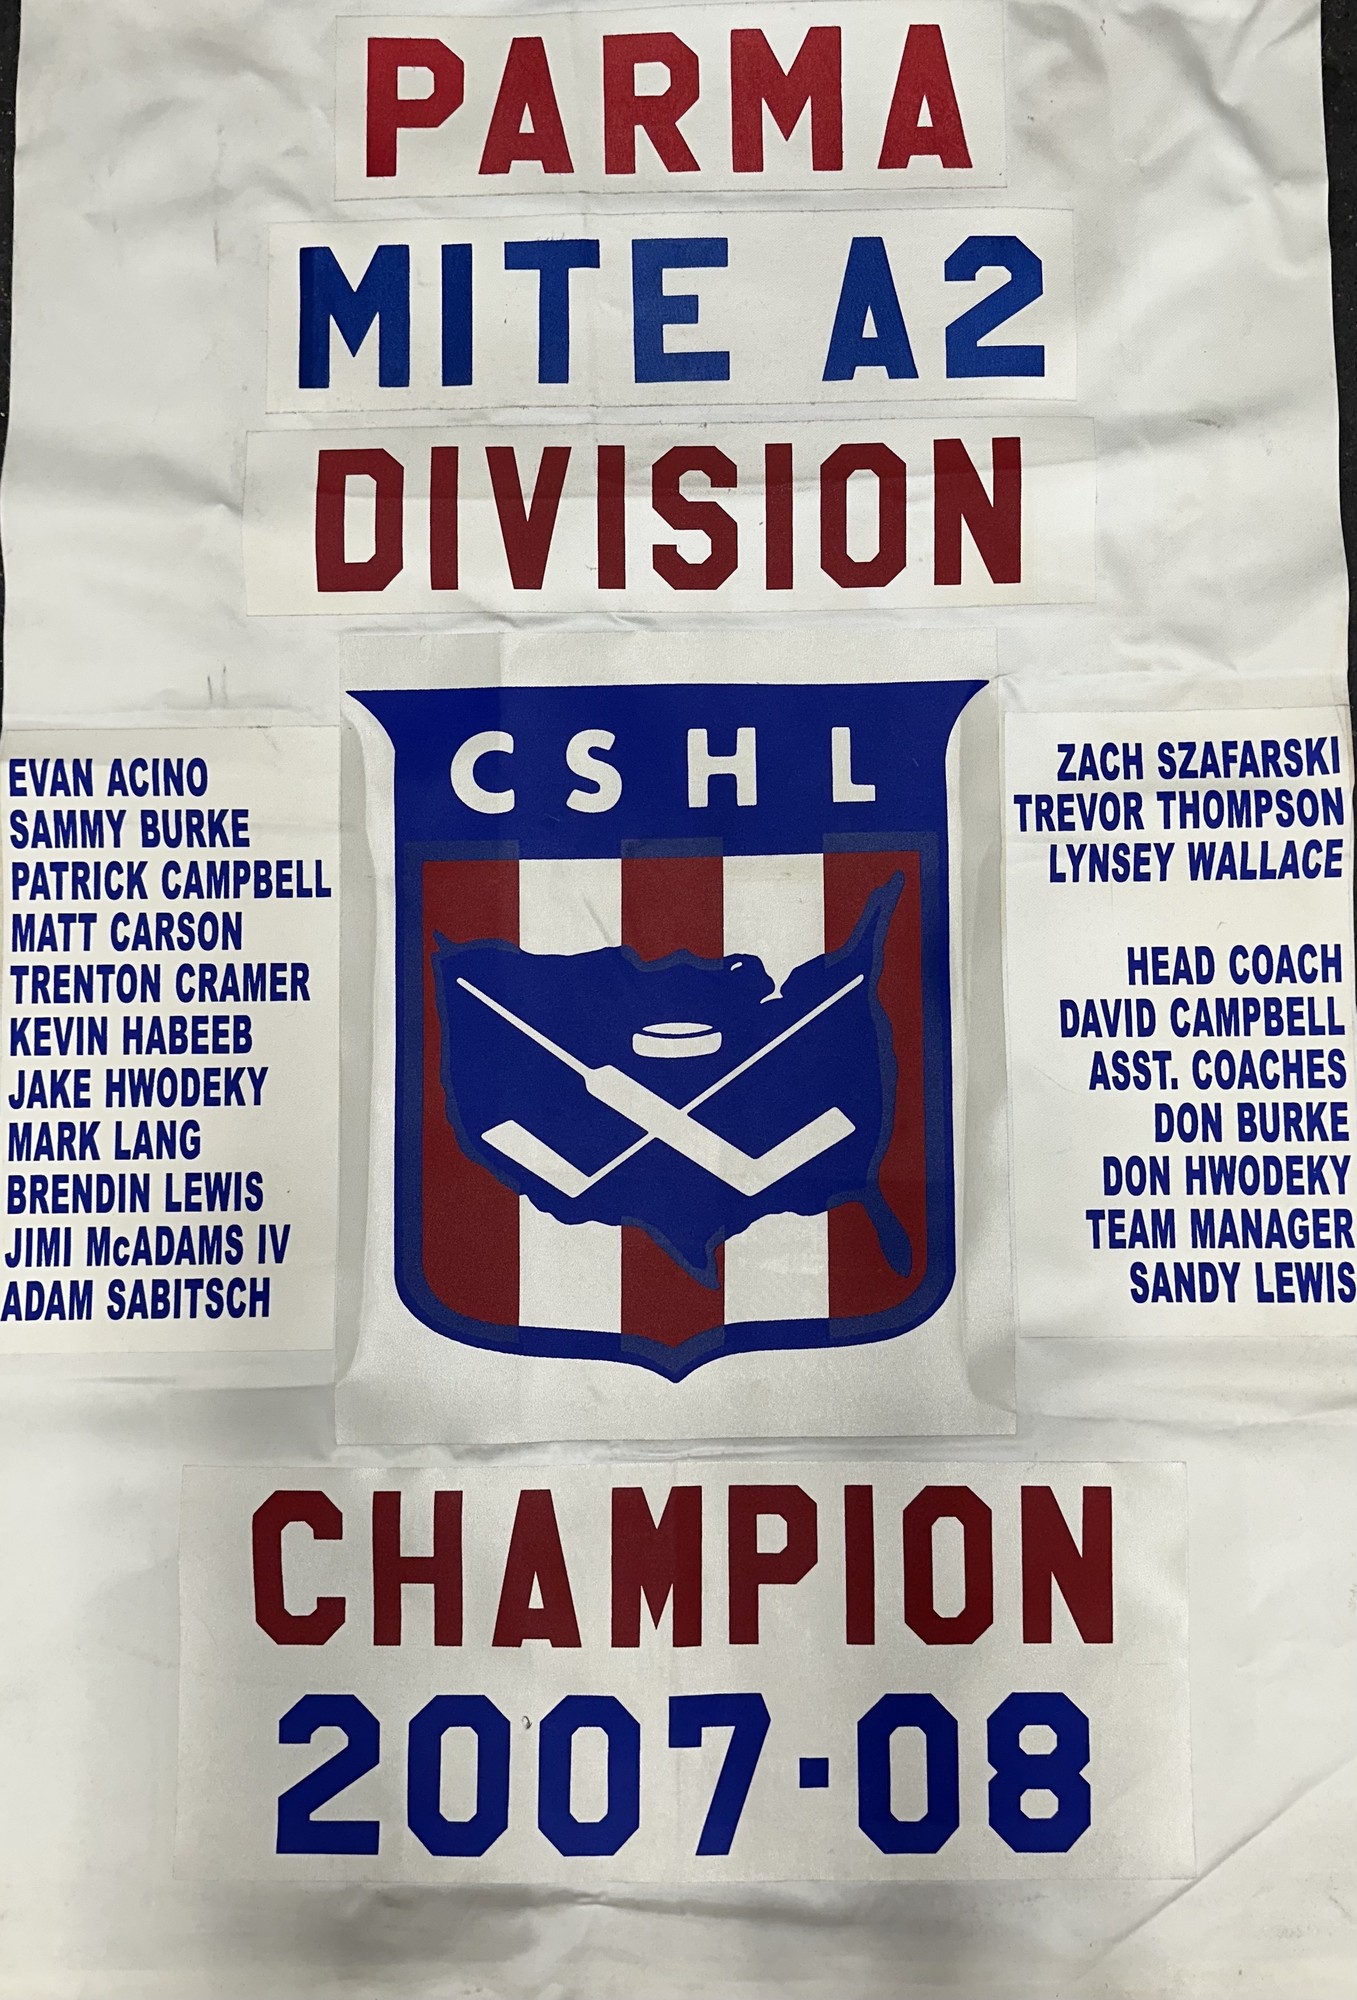 PARMA
MITE A2
DIVISION
CSHL
EVAN ACINO
SAMMY BURKE
PATRICK CAMPBELL
MATT CARSON
TRENTON CRAMER
KEVIN HABEEB
JAKE HWODEKY
MARK LANG
BRENDIN LEWIS
JIMI McADAMS IV
ADAM SABITSCH
ZACH SZAFARSKI
TREVOR THOMPSON
LYNSEY WALLACE
HEAD COACH
DAVID CAMPBELL
ASST. COACHES
DON BURKE
DON HWODEKY
TEAM MANAGER
SANDY LEWIS
CHAMPION
2007-08